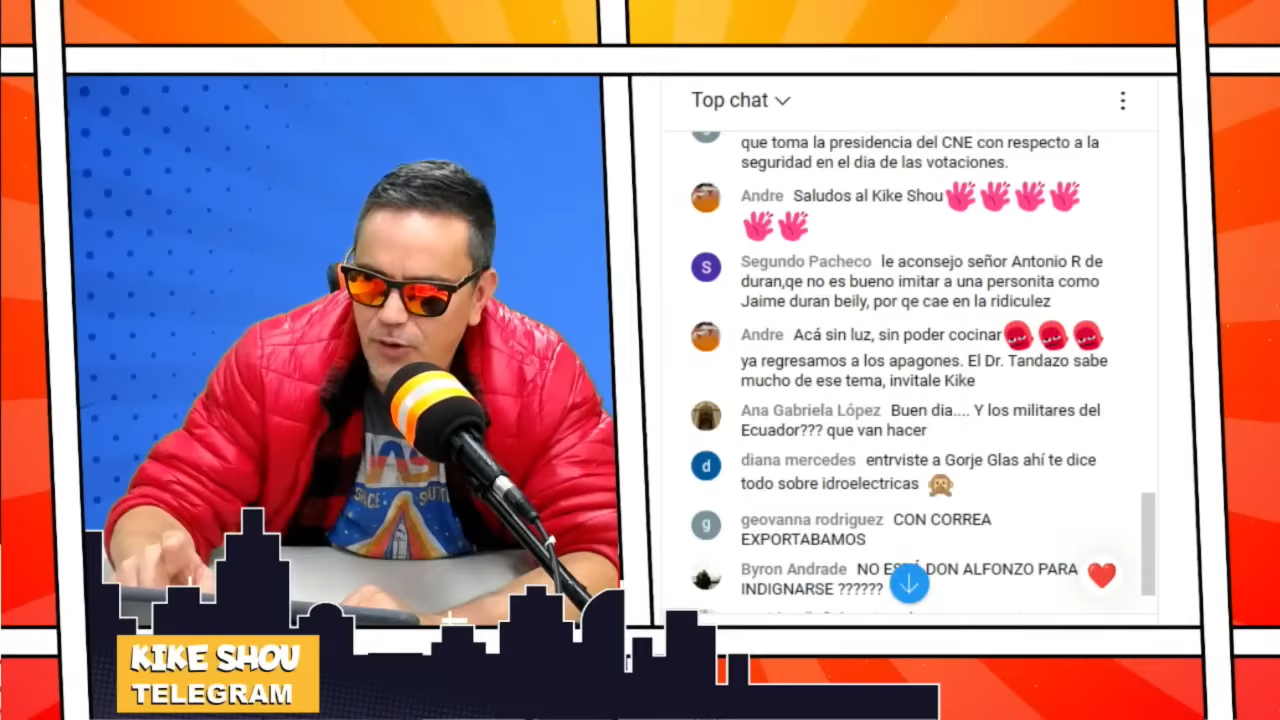 Top chat
que toma la presidencia del CNE con respecto a la
seguridad en el dia de las votaciones.
Andre Saludos al Kike Shou
S
Segundo Pacheco le aconsejo señor Antonio R de
duran,qe no es bueno imitar a una personita como
Jaime duran beily, por qe cae en la ridiculez
Andre Acá sin luz, sin poder cocinar
ya regresamos a los apagones. El Dr. Tandazo sabe
mucho de ese tema, invitale Kike
Ana Gabriela López Buen dia.... Y los militares del
Ecuador??? que van hacer
d
diana mercedes entrviste a Gorje Glas ahí te dice
todo sobre idroelectricas
g
geovanna rodriguez CON CORREA
EXPORTABAMOS
Byron Andrade NO DON ALFONZO PARA
INDIGNARSE ??????
SPACE
KIKE SHOU
TELEGRAM